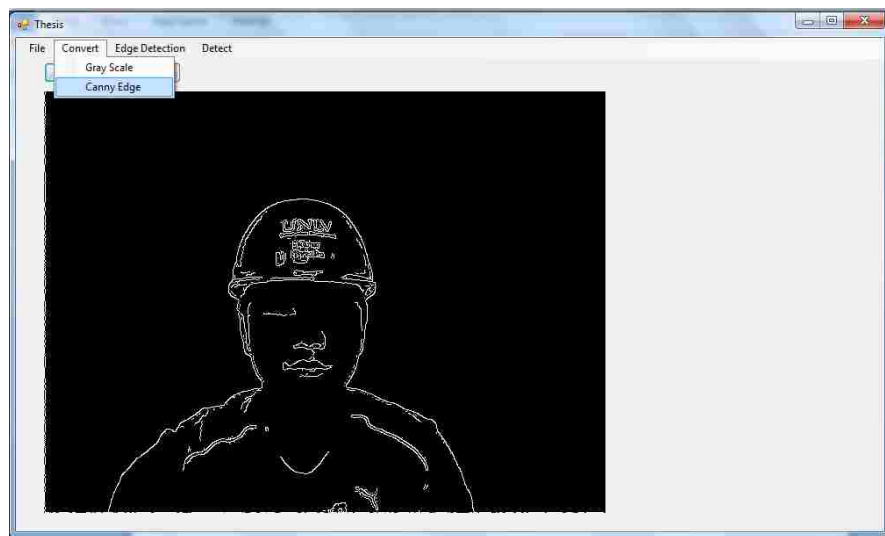 Thesis
File Convert Edge Detection Detect
Gray Scale
Canny Edge
UNLV